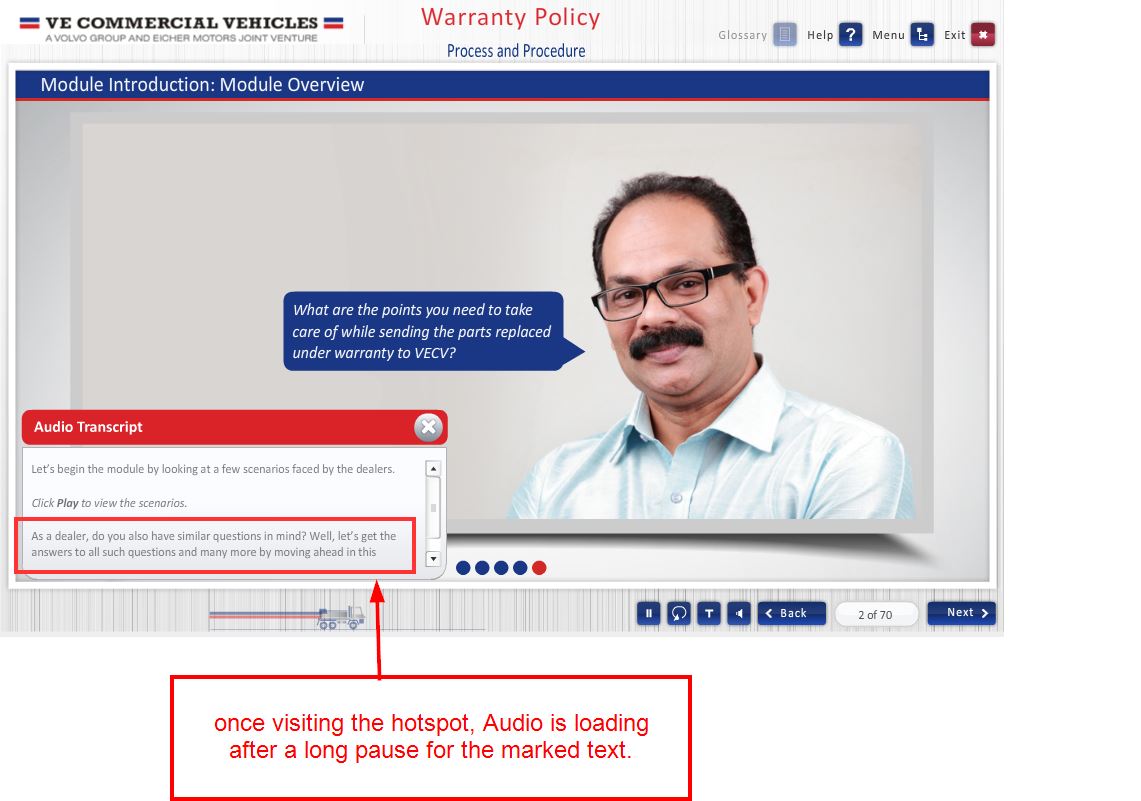 VE COMMERCIAL VEHICLES
A VOLVO GROUP AND EICHER MOTORS JOINT VENTURE
Warranty Policy
Process and Procedure
Glossary Help ? Menu Exit
Module Introduction: Module Overview
What are the points you need to take
care of while sending the parts replaced
under warranty to VECV?
Audio Transcript
Let's begin the module by looking at a few scenarios faced by the dealers.
Click Play to view the scenarios.
As a dealer, do you also have similar questions in mind? Well, let's get the
answers to all such questions and many more by moving ahead in this
T Back 2 of 70 Next
once visiting the hotspot, Audio is loading
after a long pause for the marked text.